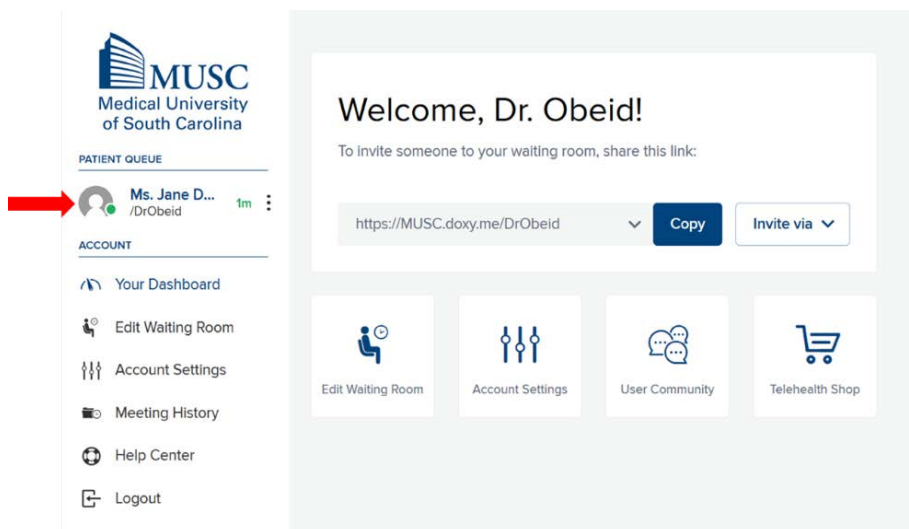 MUSC
Medical University
of South Carolina
PATIENT QUEUE
Ms. Jane D...
/DrObeid
1m
ACCOUNT
Your Dashboard
Edit Waiting Room
Account Settings
Meeting History
Help Center
Logout
Welcome, Dr. Obeid!
To invite someone to your waiting room, share this link:
https://MUSC.doxy.me/DrObeid
Copy
Invite via
Edit Waiting Room
Account Settings
User Community
Telehealth Shop